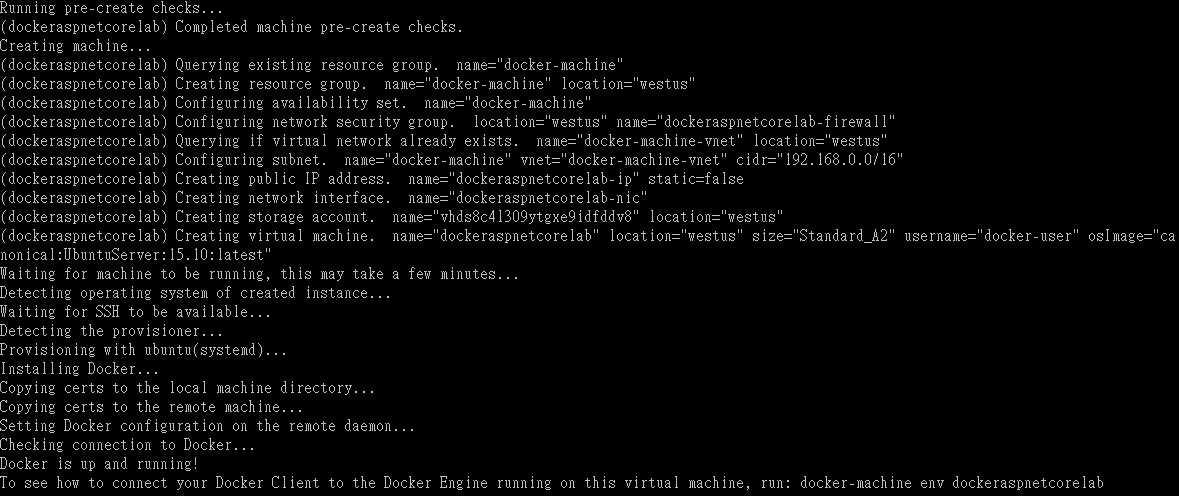 Running pre-create checks...
(dockeraspnetcorelab) Completed machine pre-create checks.
Creating machine...
(dockeraspnetcorelab) Querying existing resource group.  name="docker-machine"
(dockeraspnetcorelab) Creating resource group.  name="docker-machine" location="westus"
(dockeraspnetcorelab) Configuring availability set.  name="docker-machine"
(dockeraspnetcorelab) Configuring network security group.  location="westus" name="dockeraspnetcorelab-firewall"
(dockeraspnetcorelab) Querying if virtual network already exists.  name="docker-machine-vnet" location="westus"
(dockeraspnetcorelab) Configuring subnet.  name="docker-machine" vnet="docker-machine-vnet" cidr="192.168.0.0/16"
(dockeraspnetcorelab) Creating public IP address.  name="dockeraspnetcorelab-ip" static=false
(dockeraspnetcorelab) Creating network interface.  name="dockeraspnetcorelab-nic"
(dockeraspnetcorelab) Creating storage account.  name="vhds8c4l309ytgxe9idfddv8" location="westus"
(dockeraspnetcorelab) Creating virtual machine.  name="dockeraspnetcorelab" location="westus" size="Standard_A2" username="docker-user" osImage="ca
nonical:UbuntuServer:15.10:latest"
Waiting for machine to be running, this may take a few minutes...
Detecting operating system of created instance...
Waiting for SSH to be available...
Detecting the provisioner...
Provisioning with ubuntu(systemd)...
Installing Docker...
Copying certs to the local machine directory...
Copying certs to the remote machine...
Setting Docker configuration on the remote daemon...
Checking connection to Docker...
Docker is up and running!
To see how to connect your Docker Client to the Docker Engine running on this virtual machine, run: docker-machine env dockeraspnetcorelab